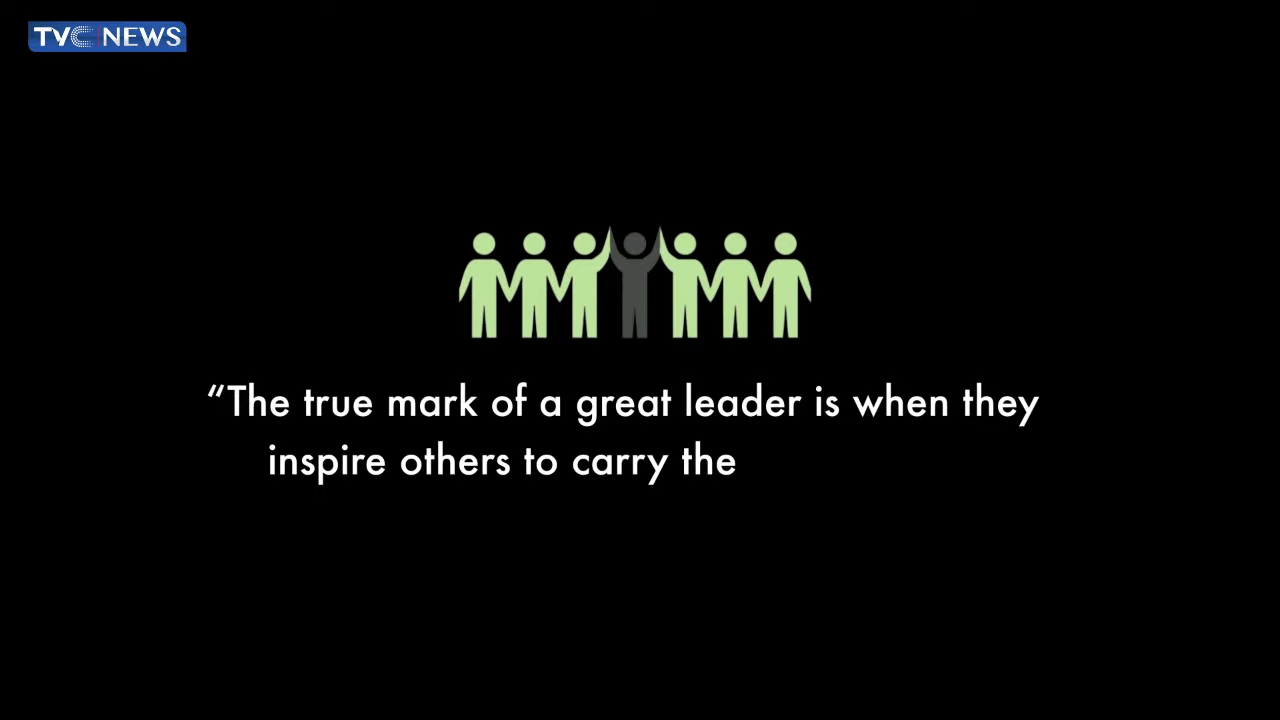 TVC NEWS
“The true mark of a great leader is when they
inspire others to carry the